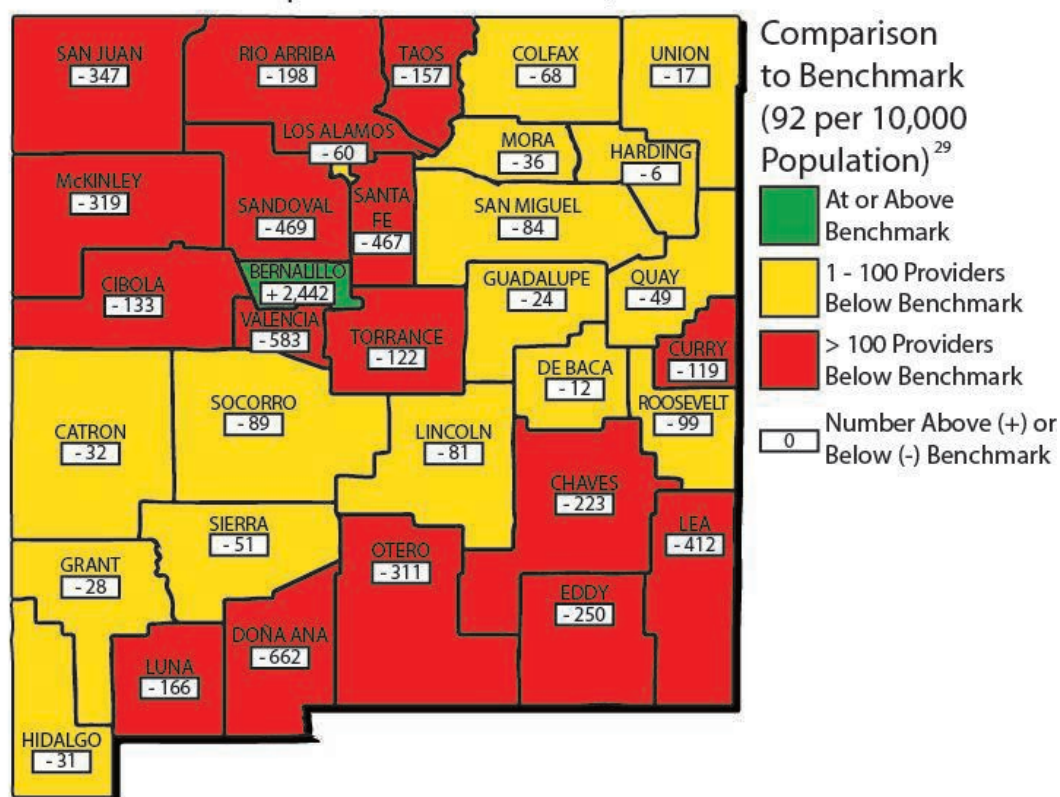 SAN JUAN
- 347
RIO ARRIBA
- 198
TAOS
- 157
COLFAX
- 68
UNION
- 17
LOS ALAMOS
- 60
MORA
- 36
HARDING
- 6
McKINLEY
- 319
SANDOVAL
- 469
SANTA
FE
- 467
SAN MIGUEL
- 84
CIBOLA
- 133
BERNALILLO
+ 2,442
GUADALUPE
- 24
QUAY
- 49
VALENCIA
- 583
TORRANCE
- 122
CURRY
- 119
DE BACA
- 12
ROOSEVELT
- 99
CATRON
- 32
SOCORRO
- 89
LINCOLN
- 81
CHAVES
- 223
LEA
- 412
SIERRA
- 51
GRANT
- 28
OTERO
- 311
EDDY
- 250
DOÑA ANA
- 662
LUNA
- 166
HIDALGO
- 31
Comparison
to Benchmark
(92 per 10,000
Population) 29
At or Above
Benchmark
1 - 100 Providers
Below Benchmark
> 100 Providers
Below Benchmark
0
Number Above (+) or
Below (-) Benchmark